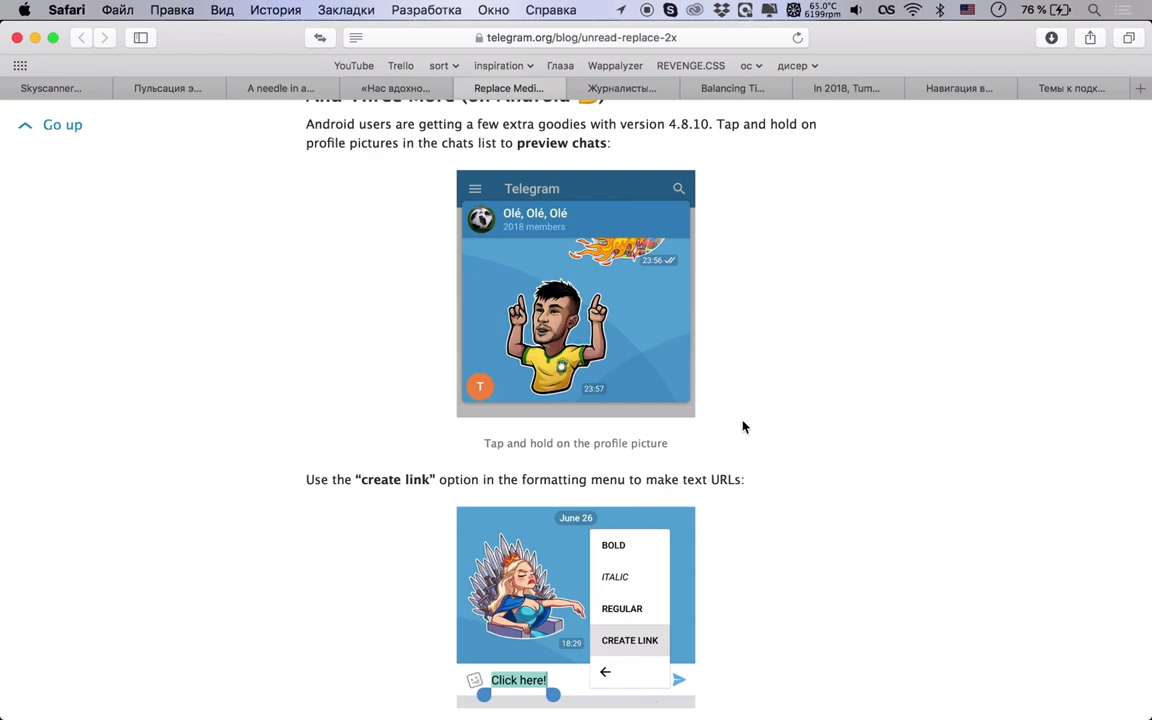 Safari Файл Правка Вид История Закладки Разработка Окно Справка 65.0°C 6199rpm 76 %
telegram.org/blog/unread-replace-2x
YouTube Trello sort inspiration Глаза Wappalyzer REVENGE.CSS ос дисер
Skyscanner... Пульсация э... A needle in a... «Нас вдохно... Replace Medi... Журналисты... Balancing Ti... In 2018, Tum... Навигация в... Темы к подк...
And Three More (on Android
Go up
Android users are getting a few extra goodies with version 4.8.10. Tap and hold on
profile pictures in the chats list to preview chats:
Telegram
Olé, Olé, Olé
2018 members
23:56
T
23:57
Tap and hold on the profile picture
Use the “create link” option in the formatting menu to make text URLs:
June 26
BOLD
ITALIC
REGULAR
CREATE LINK
18:29
Click here!